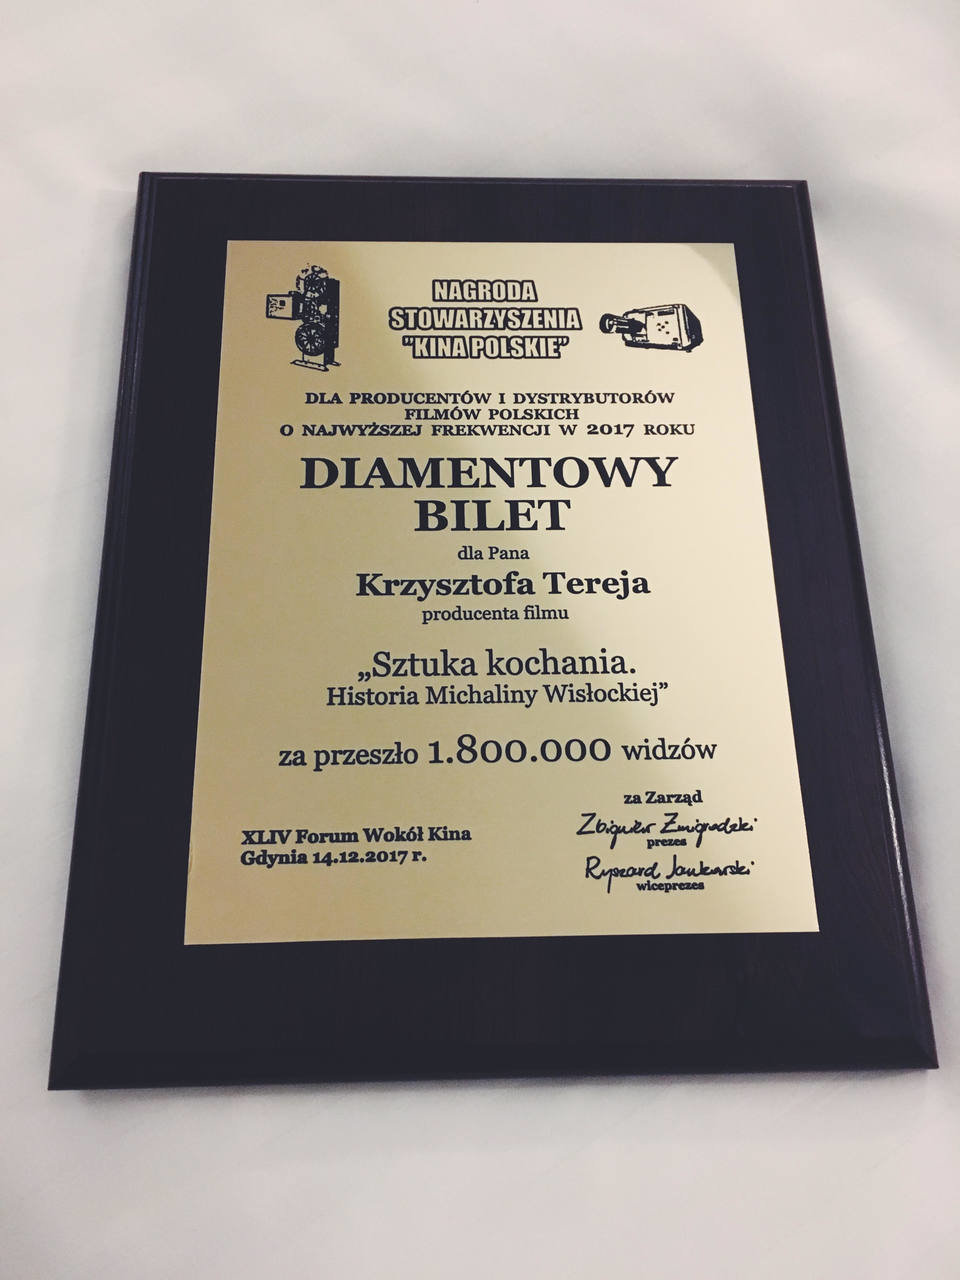 NAGRODA
STOWARZYSZENIA
"KINA POLSKIE"
DLA PRODUCENTÓW I DYSTRYBUTORÓW
FILMÓW POLSKICH
O NAJWYŻSZEJ FREKWENCJI W 2017 ROKU
DIAMENTOWY
BILET
dla Pana
Krzysztofa Tereja
producenta filmu
„Sztuka kochania.
Historia Michaliny Wisłockiej”
za przeszło 1.800.000 widzów
XLIV Forum Wokół Kina
Gdynia 14.12.2017 r.
za Zarząd
Zbigniew Żmigrodzki
prezes
Ryszard Jankowski
wiceprezes